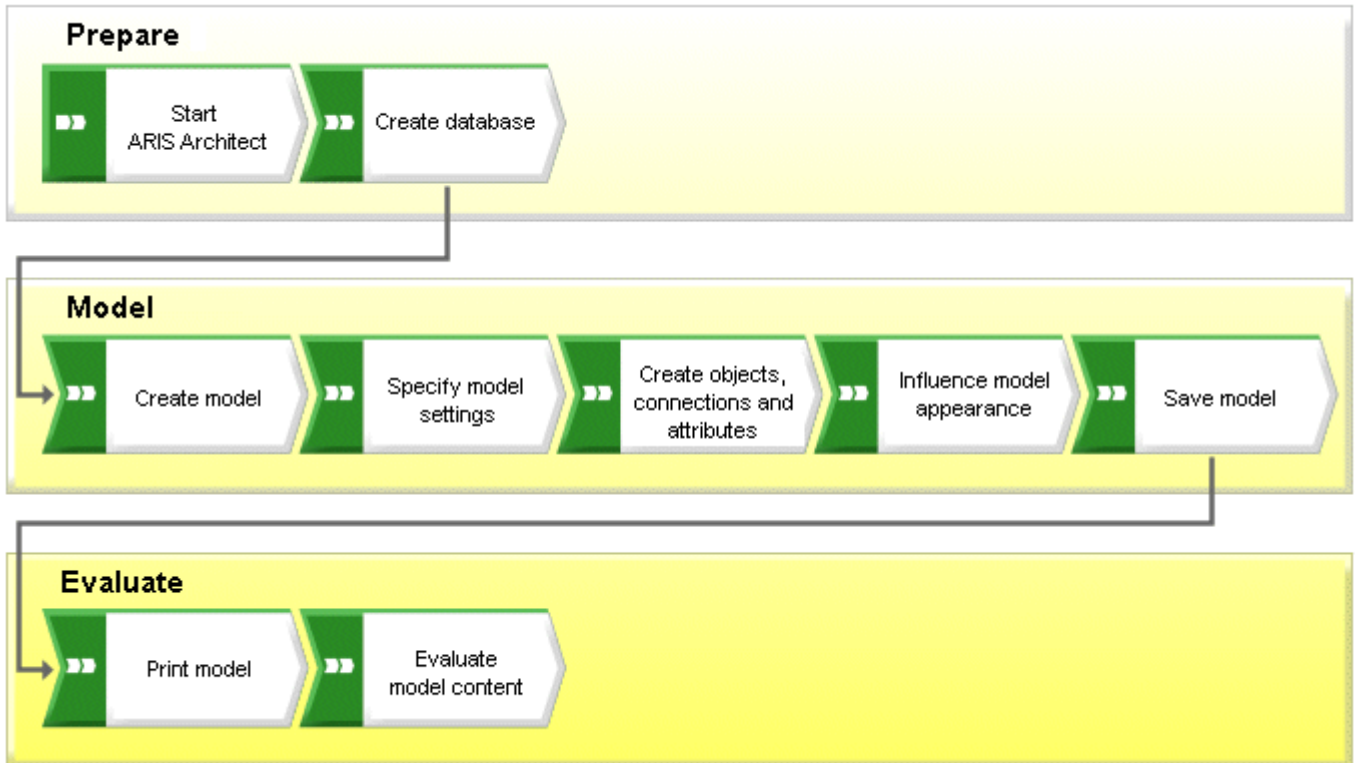 Prepare
Start
ARIS Architect
Create database
Model
Create model
Specify model
settings
Create objects,
connections and
attributes
Influence model
appearance
Save model
Evaluate
Print model
Evaluate
model content